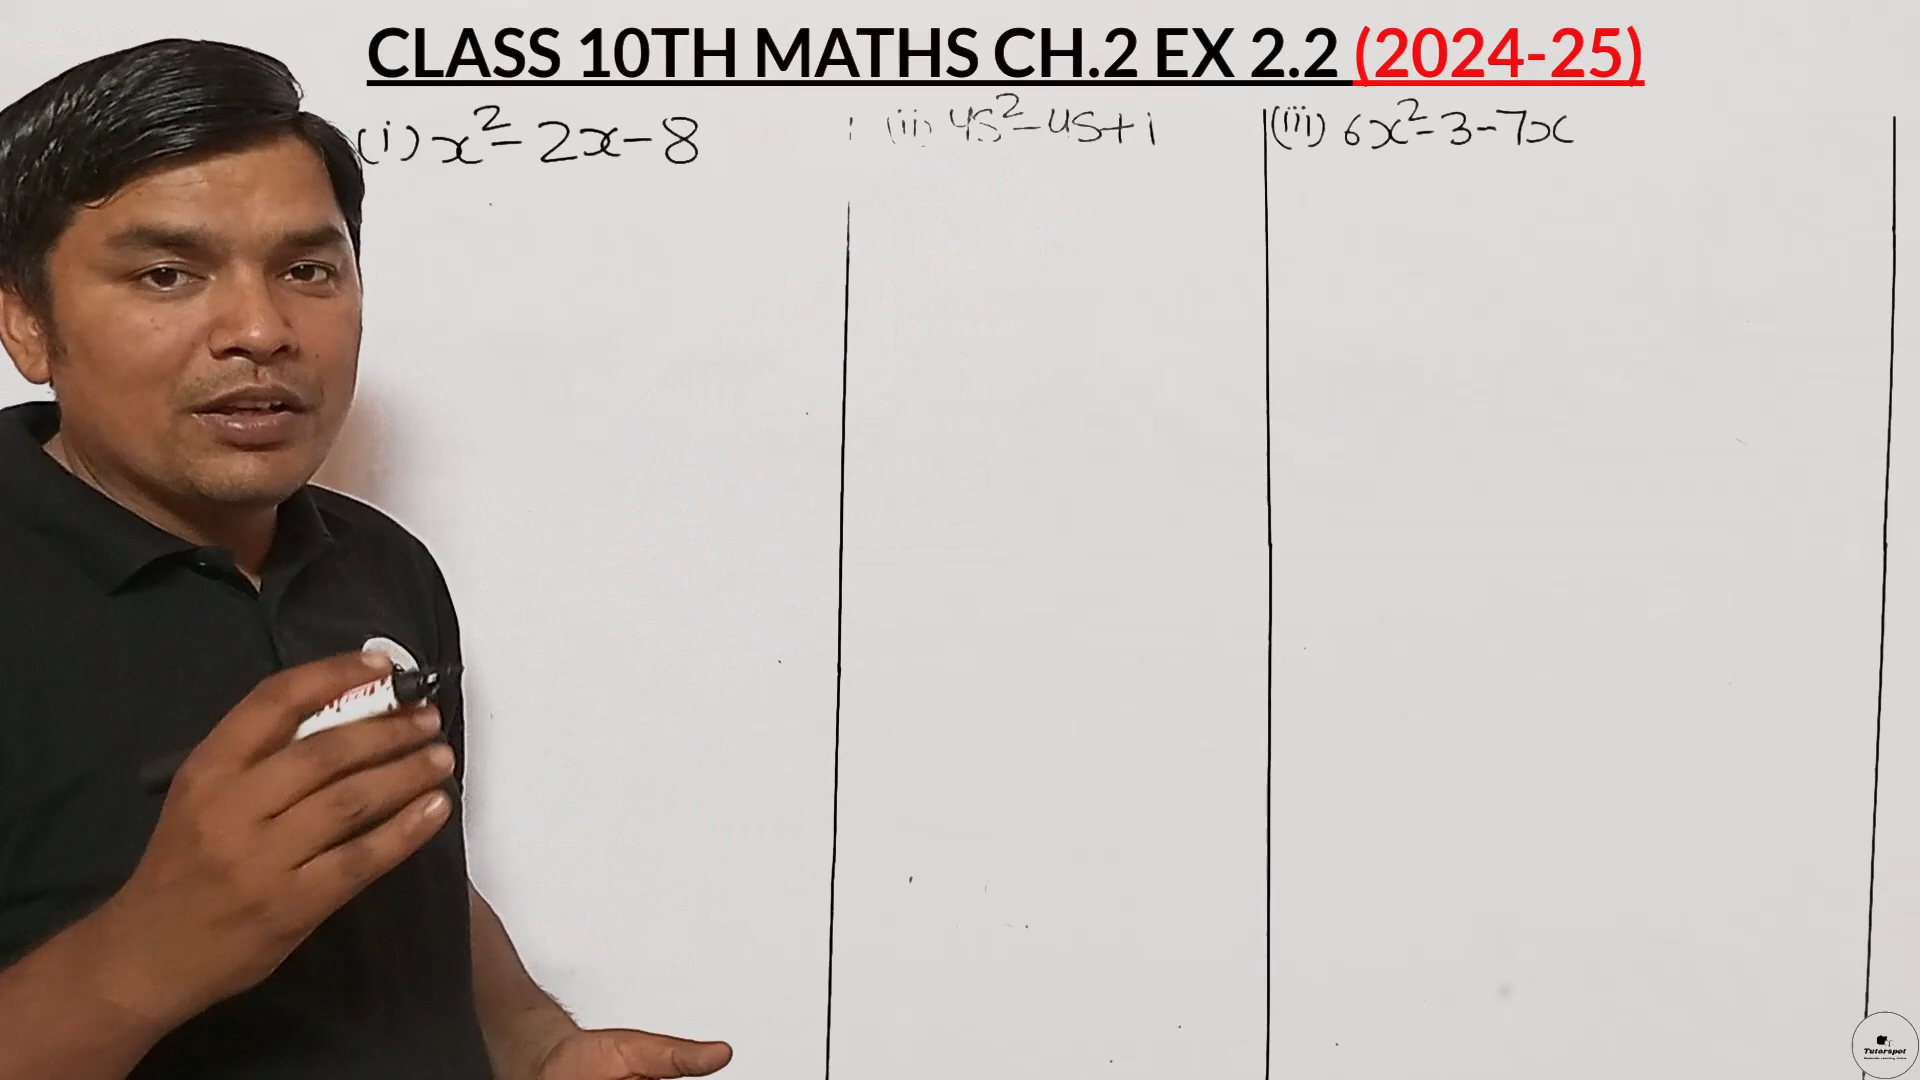 CLASS 10TH MATHS CH.2 EX 2.2 (2024-25)
(i) x² - 2x - 8
(ii) 4s² - 4s + 1
(iii) 6x² - 3 - 7x
Tutorspot